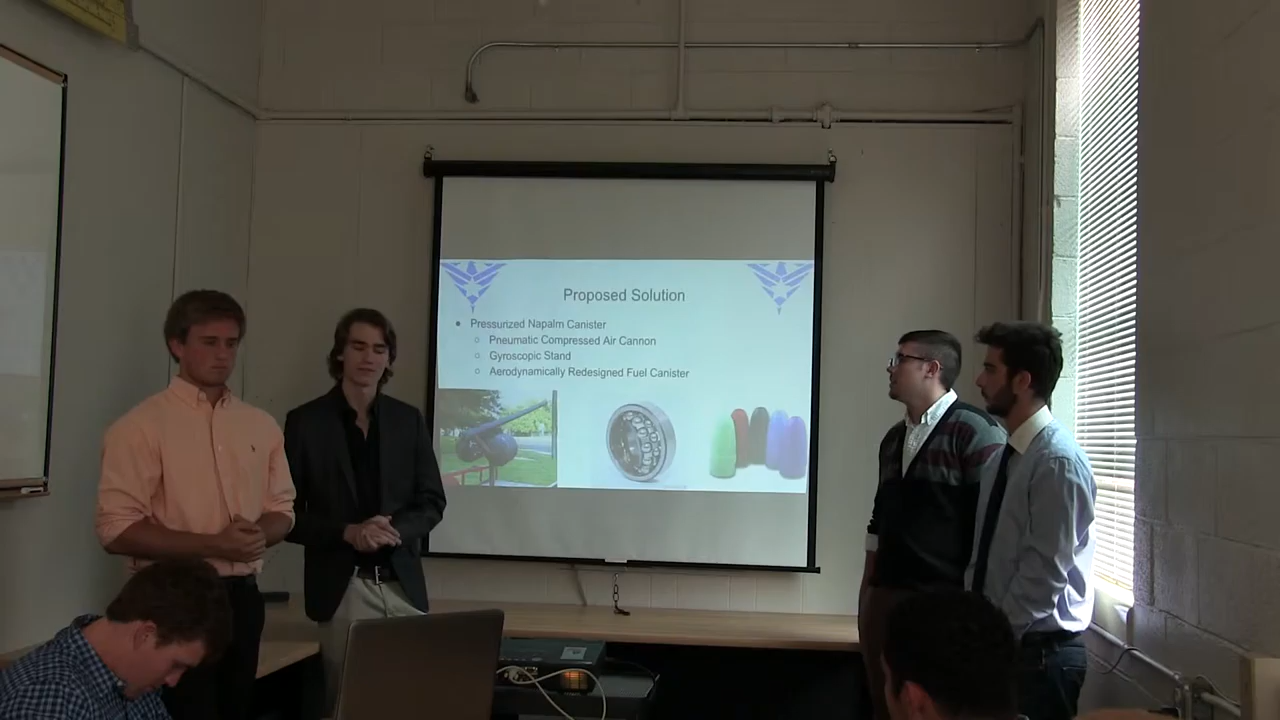 Proposed Solution
● Pressurized Napalm Canister
○ Pneumatic Compressed Air Cannon
○ Gyroscopic Stand
○ Aerodynamically Redesigned Fuel Canister